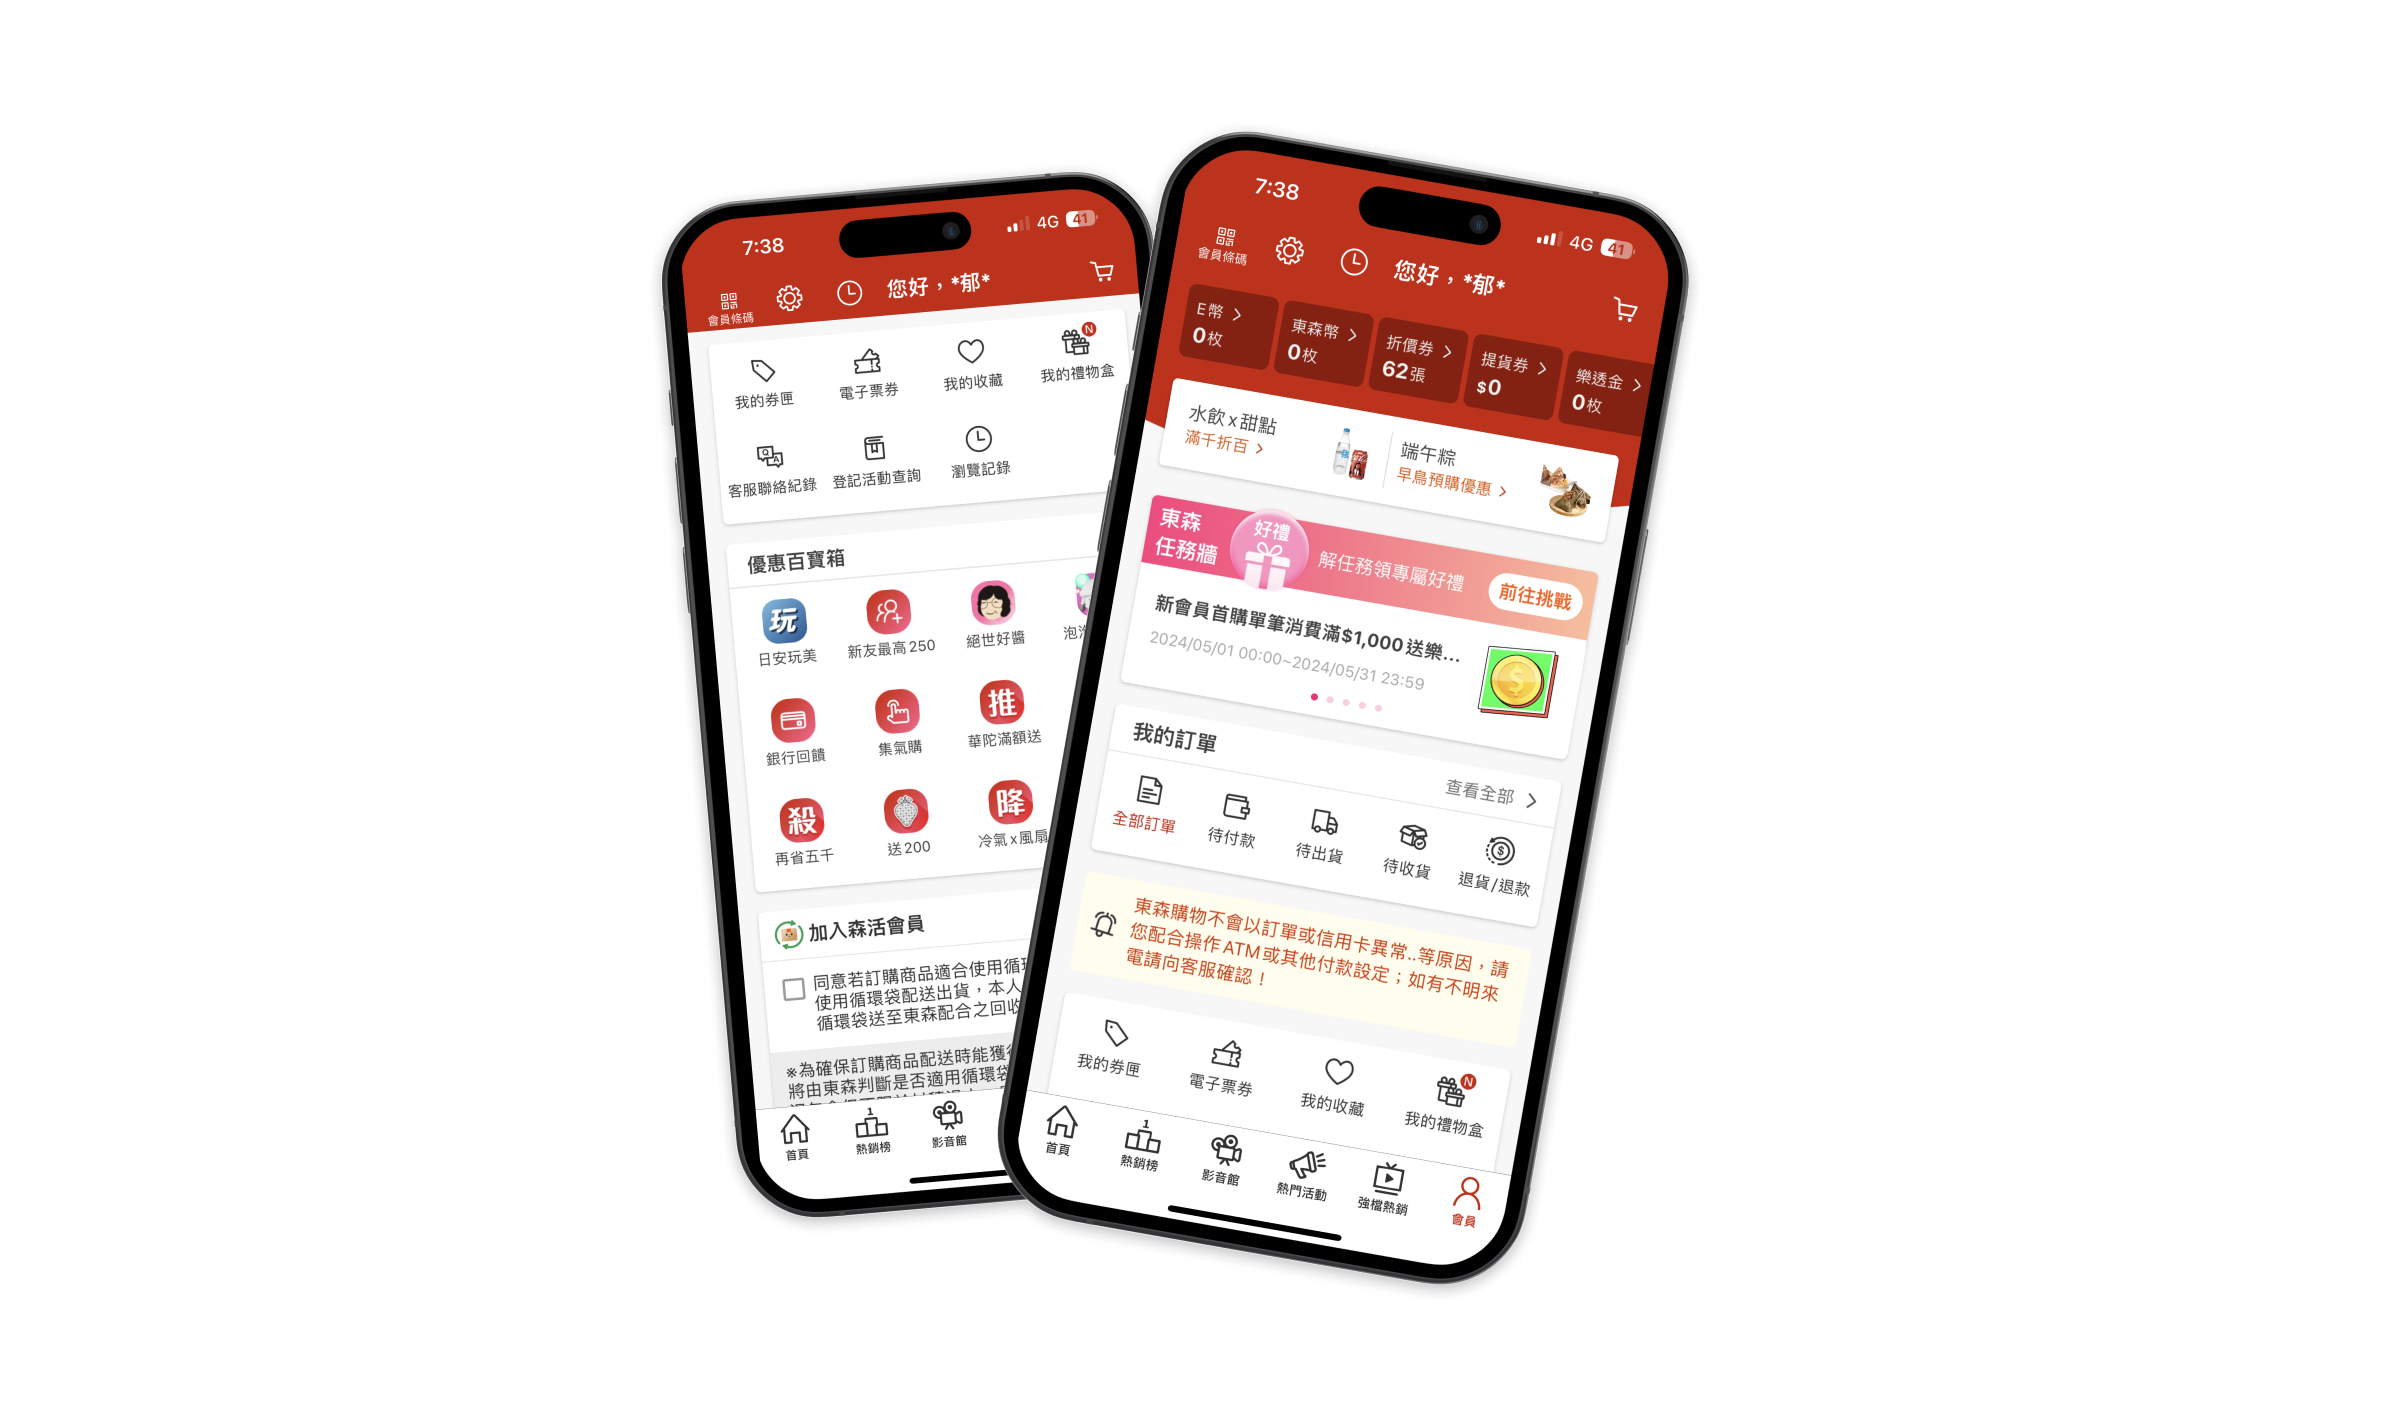 7:38
4G 41
會員條碼
您好，*郁*
我的券匣
電子票券
我的收藏
N
我的禮物盒
Q A
客服聯絡紀錄
登記活動查詢
瀏覽記錄
優惠百寶箱
玩
日安玩美
新友最高250
絕世好醬
泡
銀行回饋
集氣購
推
華陀滿額送
殺
再省五千
送200
降
冷氣x風扇
加入森活會員
同意若訂購商品適合使用循環
使用循環袋配送出貨，本人
循環袋送至東森配合之回收
※為確保訂購商品配送時能獲
將由東森判斷是否適用循環袋
首頁
1
熱銷榜
影音館
7:38
4G 41
會員條碼
您好，*郁*
E幣
0枚
東森幣
0枚
折價券
62張
提貨券
$0
樂透金
0枚
水飲x甜點
滿千折百
端午粽
早鳥預購優惠
東森
任務牆
好禮
解任務領專屬好禮
前往挑戰
新會員首購單筆消費滿$1,000送樂...
2024/05/01 00:00~2024/05/31 23:59
$
我的訂單
查看全部
全部訂單
待付款
待出貨
待收貨
$
退貨/退款
東森購物不會以訂單或信用卡異常..等原因，請
您配合操作ATM或其他付款設定；如有不明來
電請向客服確認！
我的券匣
電子票券
我的收藏
N
我的禮物盒
首頁
1
熱銷榜
影音館
熱門活動
強檔熱銷
會員